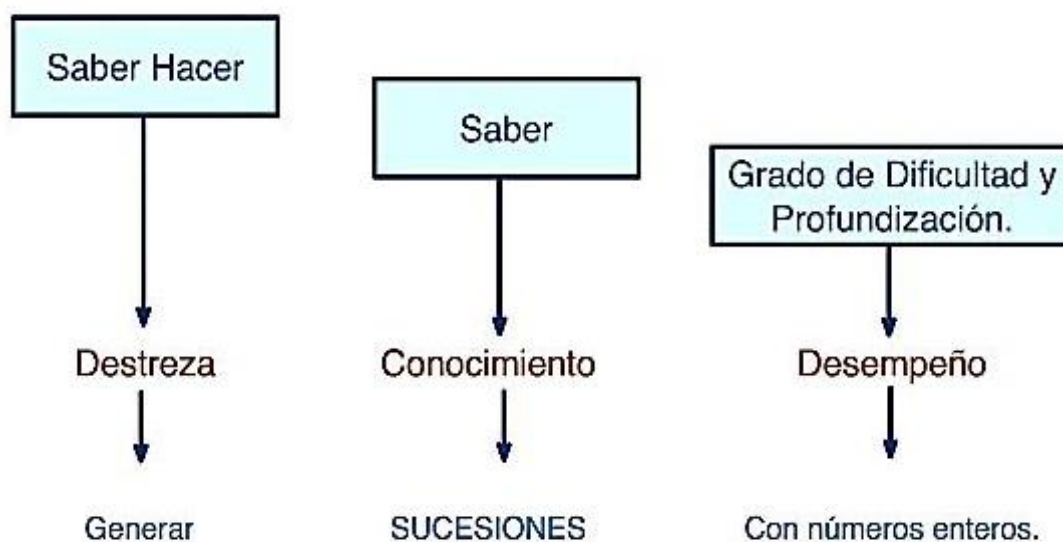 Saber Hacer
Saber
Grado de Dificultad y
Profundización.
Destreza
Conocimiento
Desempeño
Generar
SUCESIONES
Con números enteros.